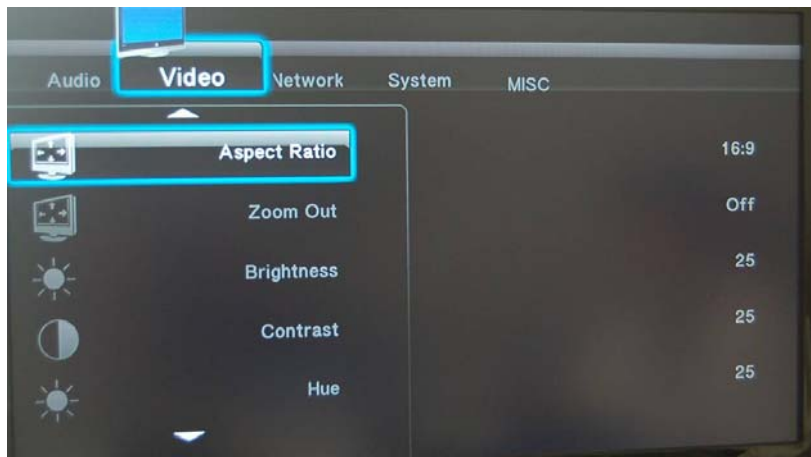 Audio Video Network System MISC
Aspect Ratio 16:9
Zoom Out Off
Brightness 25
Contrast 25
Hue 25